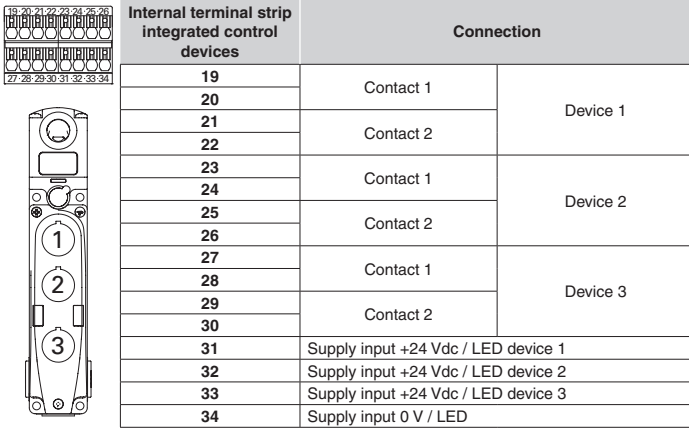 19·20·21·22·23·24·25·26
27·28·29·30·31·32·33·34
1
2
3
Internal terminal strip
integrated control
devices
Connection
19
Contact 1
Device 1
20
21
Contact 2
22
23
Contact 1
Device 2
24
25
Contact 2
26
27
Contact 1
Device 3
28
29
Contact 2
30
31 Supply input +24 Vdc / LED device 1
32 Supply input +24 Vdc / LED device 2
33 Supply input +24 Vdc / LED device 3
34 Supply input 0 V / LED